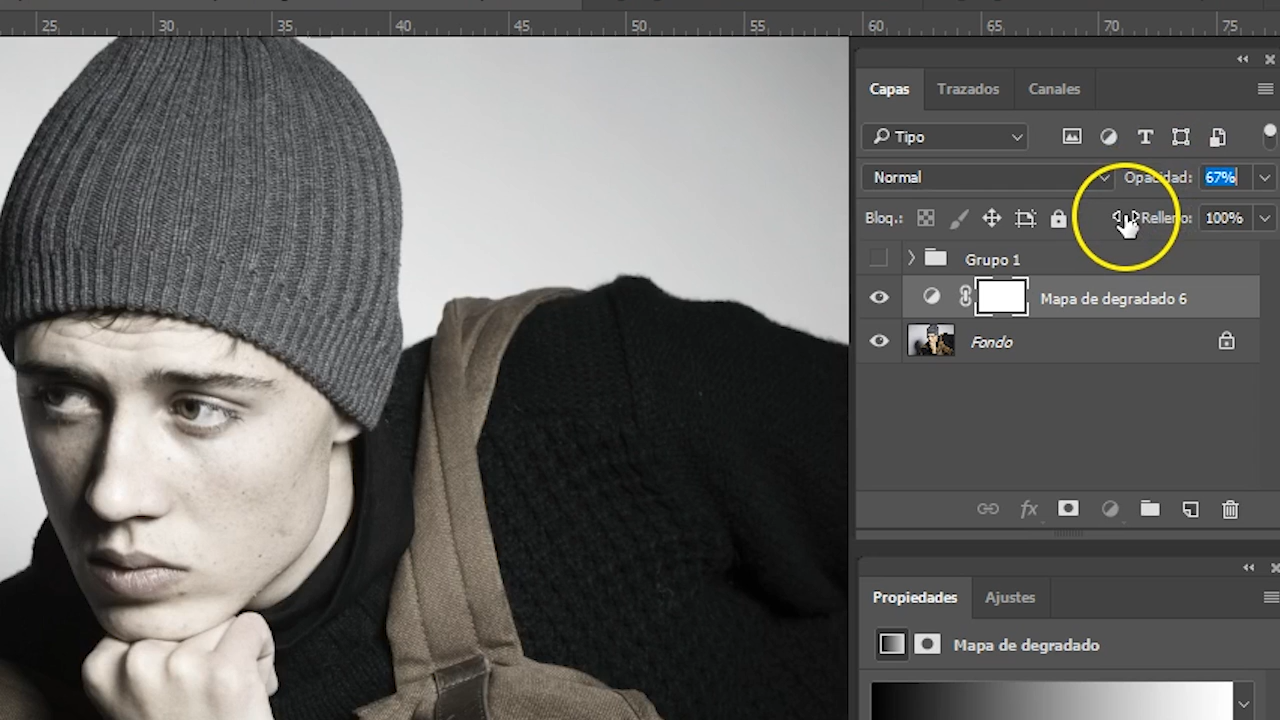 25 30 35 40 45 50 55 60 65 70 75
Capas Trazados Canales
Tipo
Normal Opacidad: 67%
Bloq.: Relleno: 100%
Grupo 1
Mapa de degradado 6
Fondo
fx
Propiedades Ajustes
Mapa de degradado